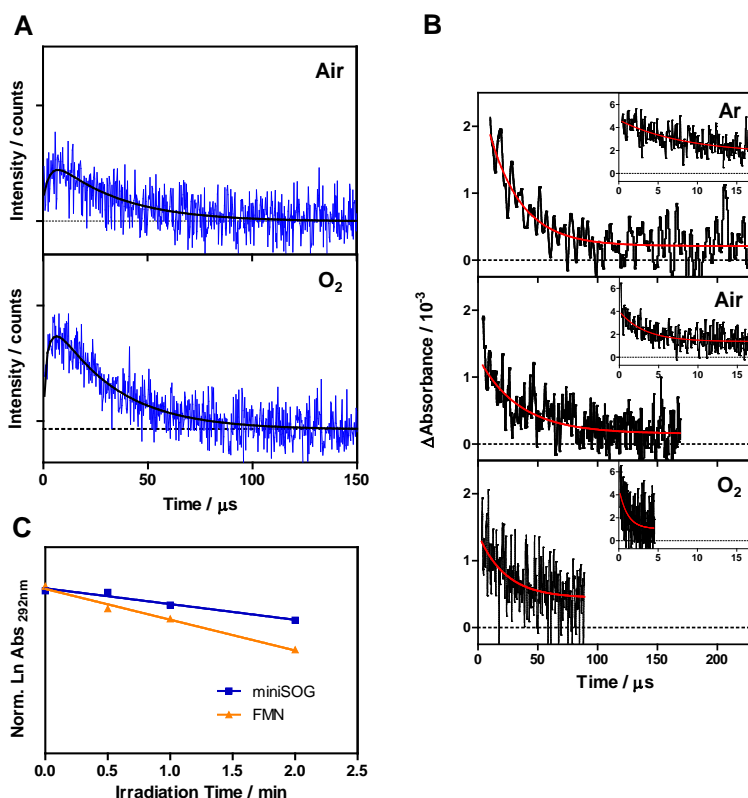 A
Air
Intensity / counts
O₂
Intensity / counts
0 50 100 150
Time / μs
B
Ar
6
4
2
0
0 5 10 15
2
1
0
Air
6
4
2
0
0 5 10 15
2
1
0
O₂
6
4
2
0
0 5 10 15
2
1
0
ΔAbsorbance / 10⁻³
0 50 100 150 200
Time / μs
C
Norm. Ln Abs 292nm
miniSOG
FMN
0.0 0.5 1.0 1.5 2.0 2.5
Irradiation Time / min